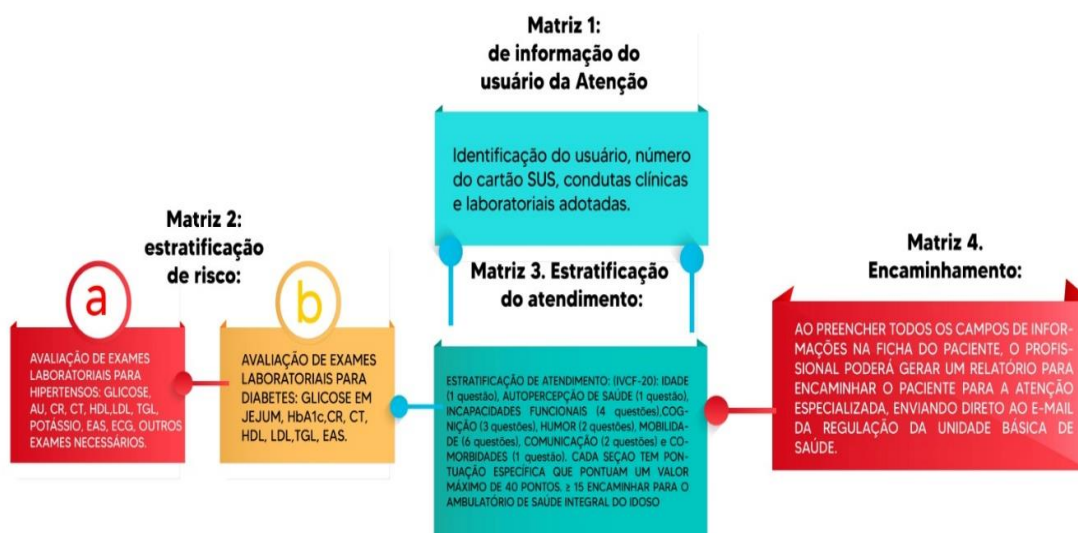 Matriz 1:
de informação do
usuário da Atenção
Identificação do usuário, número
do cartão SUS, condutas clínicas
e laboratoriais adotadas.
Matriz 2:
estratificação
de risco:
a
AVALIAÇÃO DE EXAMES
LABORATORIAIS PARA
HIPERTENSOS: GLICOSE,
AU, CR, CT, HDL,LDL, TGL,
POTÁSSIO, EAS, ECG, OUTROS
EXAMES NECESSÁRIOS.
b
AVALIAÇÃO DE EXAMES
LABORATORIAIS PARA
DIABETES: GLICOSE EM
JEJUM, HbA1c,CR, CT,
HDL, LDL,TGL, EAS.
Matriz 3. Estratificação
do atendimento:
ESTRATIFICAÇÃO DE ATENDIMENTO: (IVCF-20): IDADE
(1 questão), AUTOPERCEPÇÃO DE SAÚDE (1 questão),
INCAPACIDADES FUNCIONAIS (4 questões),COG-
NIÇÃO (3 questões), HUMOR (2 questões), MOBILIDA-
DE (6 questões), COMUNICAÇÃO (2 questões) e CO-
MORBIDADES (1 questão). CADA SEÇAO TEM PON-
TUAÇÃO ESPECÍFICA QUE PONTUAM UM VALOR
MÁXIMO DE 40 PONTOS. ≥ 15 ENCAMINHAR PARA O
AMBULATÓRIO DE SAÚDE INTEGRAL DO IDOSO
Matriz 4.
Encaminhamento:
AO PREENCHER TODOS OS CAMPOS DE INFOR-
MAÇÕES NA FICHA DO PACIENTE, O PROFIS-
SIONAL PODERÁ GERAR UM RELATÓRIO PARA
ENCAMINHAR O PACIENTE PARA A ATENÇÃO
ESPECIALIZADA, ENVIANDO DIRETO AO E-MAIL
DA REGULAÇÃO DA UNIDADE BÁSICA DE
SAÚDE.